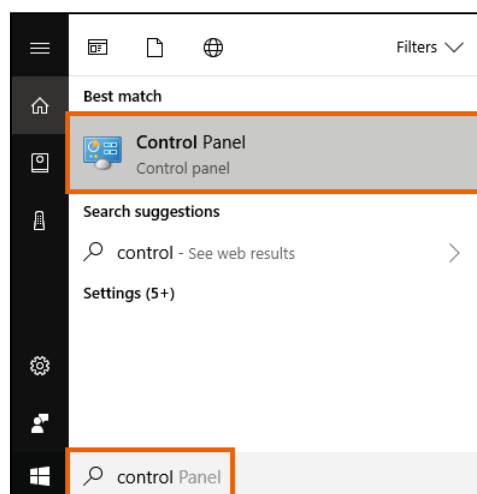 Filters
Best match
Control Panel
Control panel
Search suggestions
control - See web results
Settings (5+)
control Panel